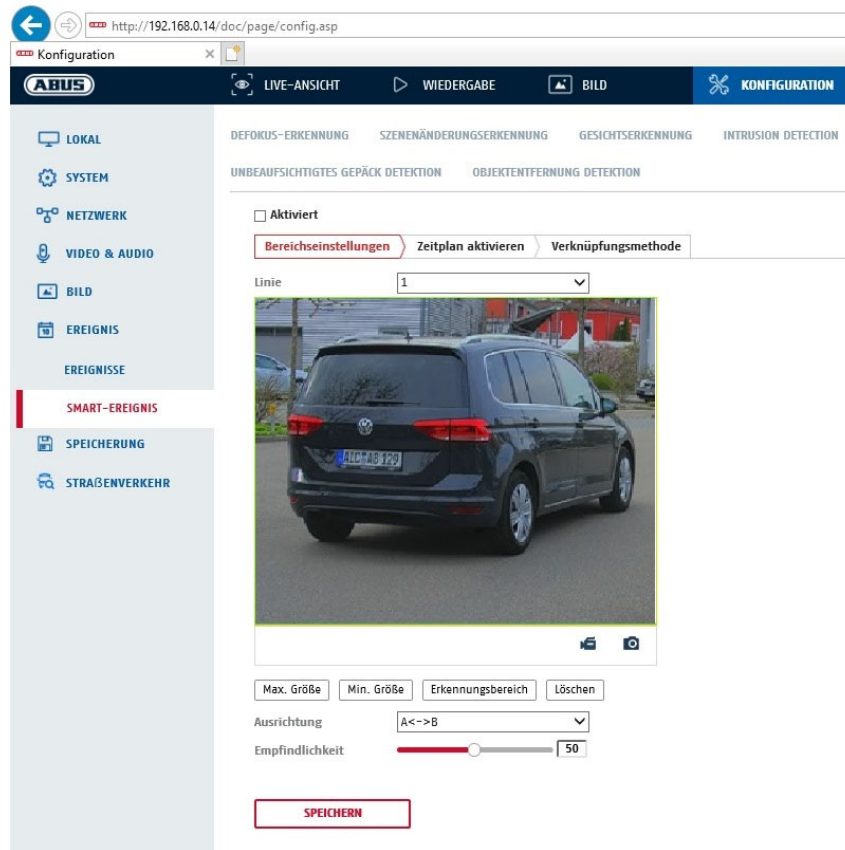 http://192.168.0.14/doc/page/config.asp
Konfiguration
ABUS
LIVE-ANSICHT
WIEDERGABE
BILD
KONFIGURATION
LOKAL
SYSTEM
NETZWERK
VIDEO & AUDIO
BILD
EREIGNIS
EREIGNISSE
SMART-EREIGNIS
SPEICHERUNG
STRAßENVERKEHR
DEFOKUS-ERKENNUNG SZENENÄNDERUNGSERKENNUNG GESICHTSERKENNUNG INTRUSION DETECTION
UNBEAUFSICHTIGTES GEPÄCK DETEKTION OBJEKTENTFERNUNG DETEKTION
Aktiviert
Bereichseinstellungen Zeitplan aktivieren Verknüpfungsmethode
Linie 1
AB 129
Max. Größe Min. Größe Erkennungsbereich Löschen
Ausrichtung A<->B
Empfindlichkeit 50
SPEICHERN